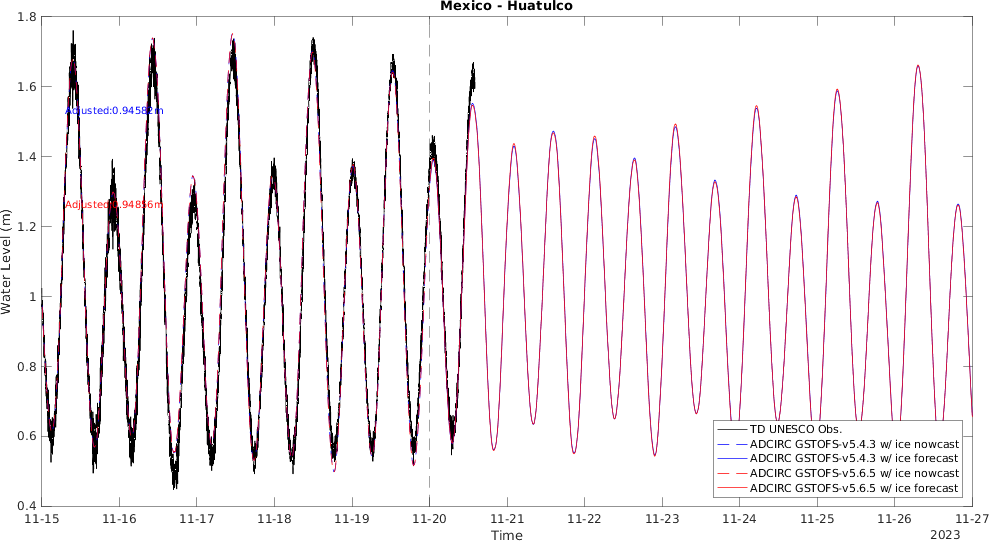 Mexico - Huatulco
1.8
1.6
1.4
1.2
1
0.8
0.6
0.4
Water Level (m)
Adjusted:0.94582m
Adjusted:0.94856m
TD UNESCO Obs.
ADCIRC GSTOFS-v5.4.3 w/ ice nowcast
ADCIRC GSTOFS-v5.4.3 w/ ice forecast
ADCIRC GSTOFS-v5.6.5 w/ ice nowcast
ADCIRC GSTOFS-v5.6.5 w/ ice forecast
11-15 11-16 11-17 11-18 11-19 11-20 11-21 11-22 11-23 11-24 11-25 11-26 11-27
Time
2023